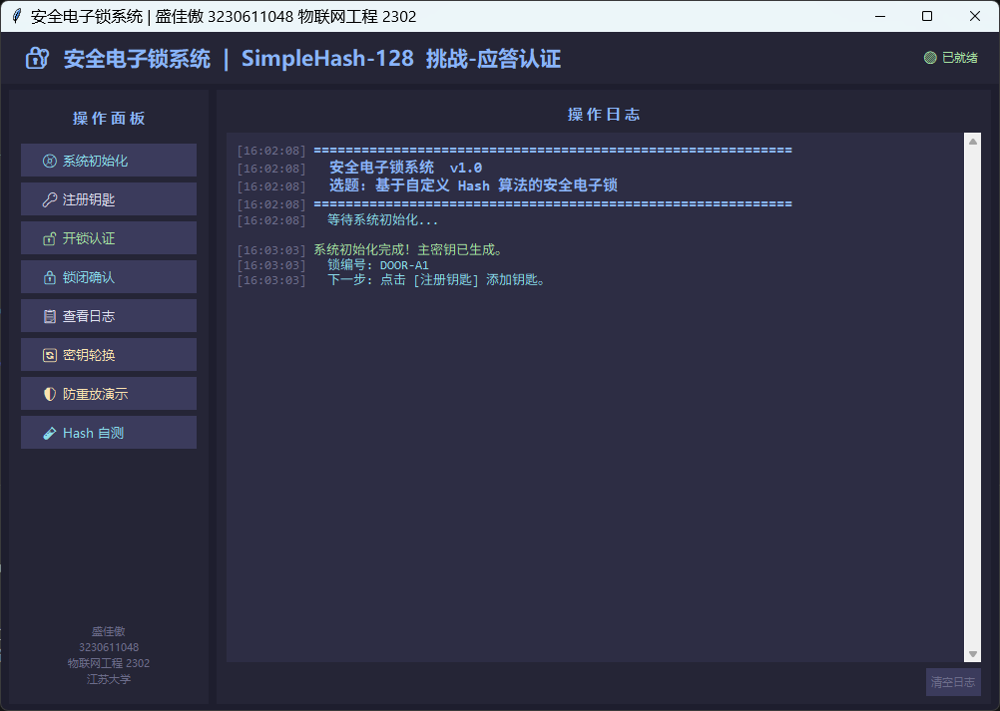 安全电子锁系统 | 盛佳傲 3230611048 物联网工程 2302
安全电子锁系统 | SimpleHash-128 挑战-应答认证
已就绪
操 作 面 板
系统初始化
注册钥匙
开锁认证
锁闭确认
查看日志
密钥轮换
防重放演示
Hash 自测
盛佳傲
3230611048
物联网工程 2302
江苏大学
操 作 日 志
[16:02:08] ============================================================
[16:02:08] 安全电子锁系统 v1.0
[16:02:08] 选题: 基于自定义 Hash 算法的安全电子锁
[16:02:08] ============================================================
[16:02:08] 等待系统初始化...
[16:03:03] 系统初始化完成! 主密钥已生成。
[16:03:03] 锁编号: DOOR-A1
[16:03:03] 下一步: 点击 [注册钥匙] 添加钥匙。
清空日志